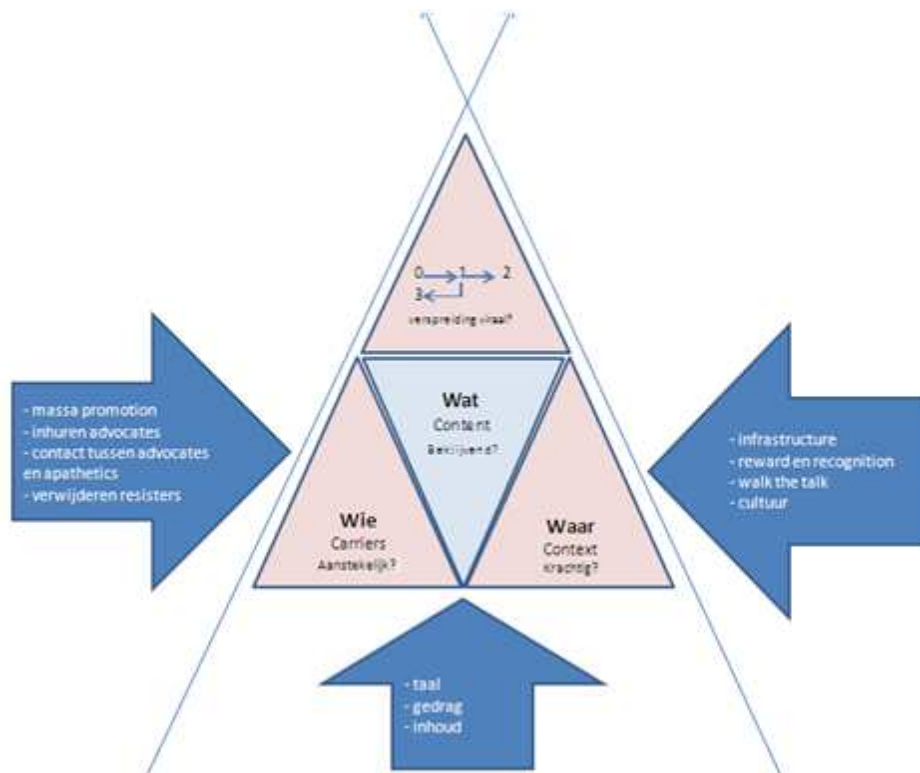 0 1 2
3
verspreiding viraal?
Wat
Content
Beklijvend?
Wie
Carriers
Aanstekelijk?
Waar
Context
Krachtig?
- massa promotion
- inhuren advocates
- contact tussen advocates
en apathetics
- verwijderen resisters
- infrastructure
- reward en recognition
- walk the talk
- cultuur
- taal
- gedrag
- inhoud